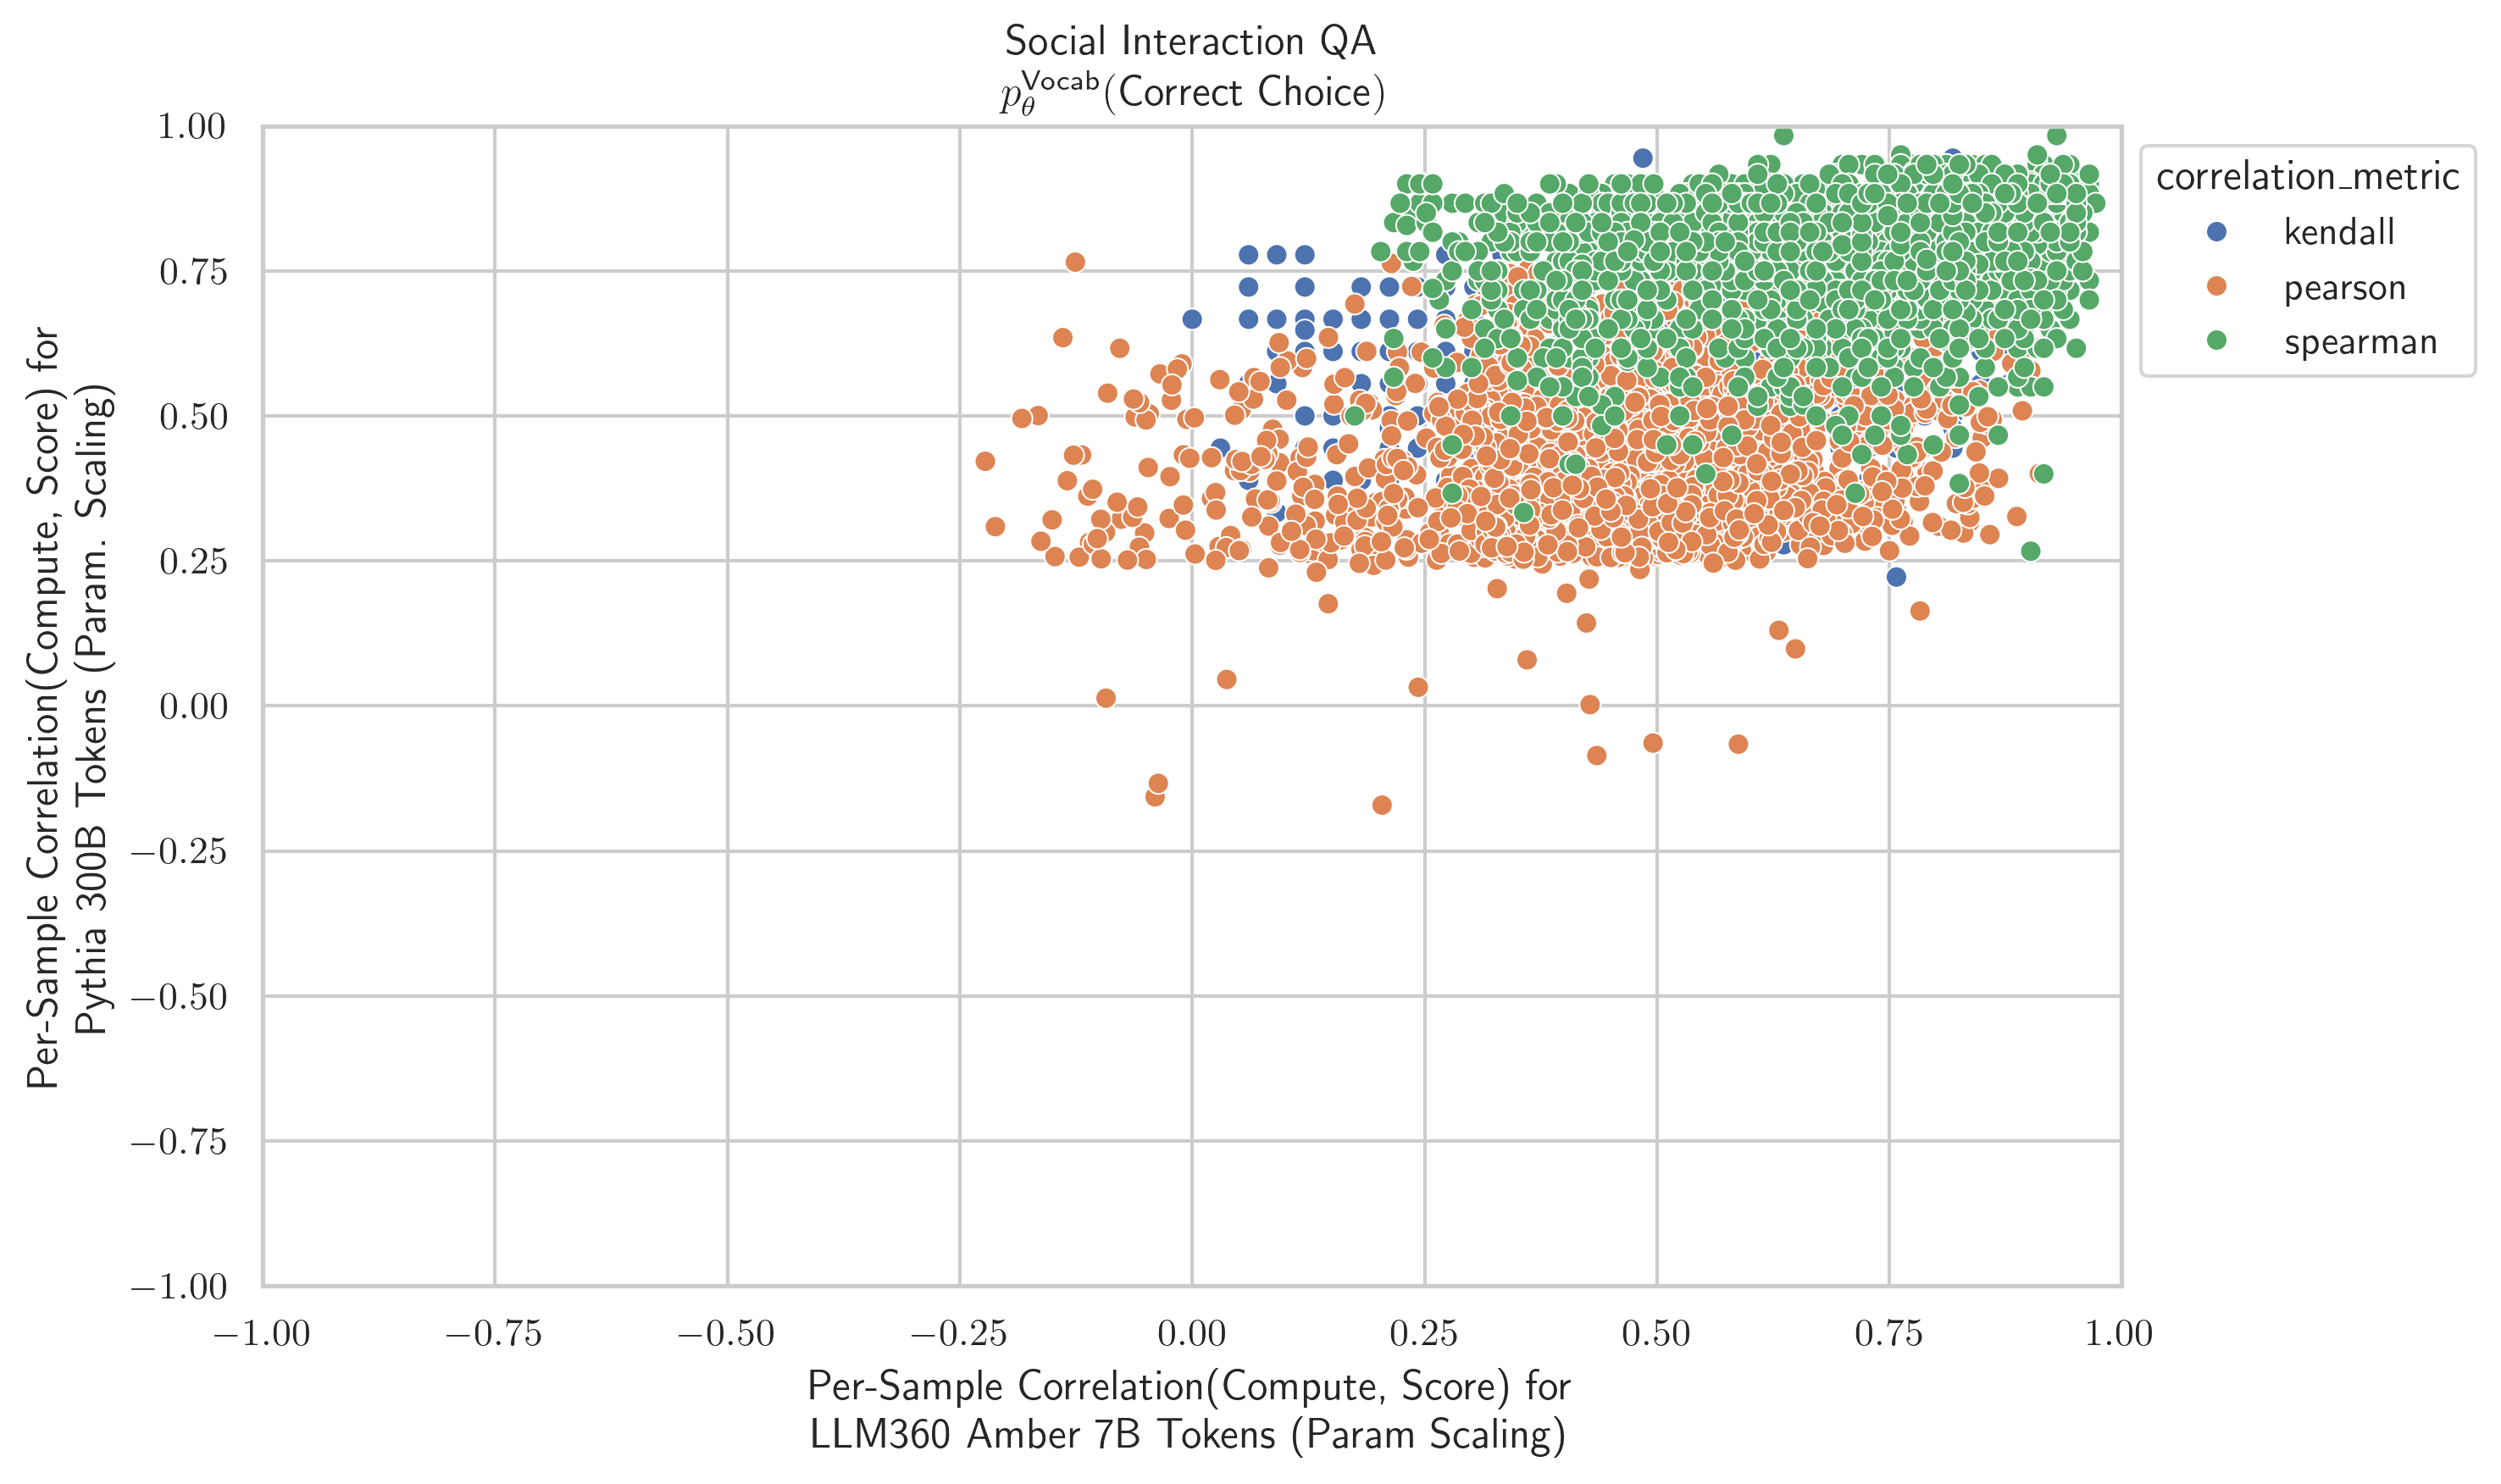 Social Interaction QA
p_θ^Vocab(Correct Choice)
Per-Sample Correlation(Compute, Score) for
Pythia 300B Tokens (Param. Scaling)
1.00
0.75
0.50
0.25
0.00
−0.25
−0.50
−0.75
−1.00
−1.00
−0.75
−0.50
−0.25
0.00
0.25
0.50
0.75
1.00
Per-Sample Correlation(Compute, Score) for
LLM360 Amber 7B Tokens (Param Scaling)
correlation_metric
kendall
pearson
spearman